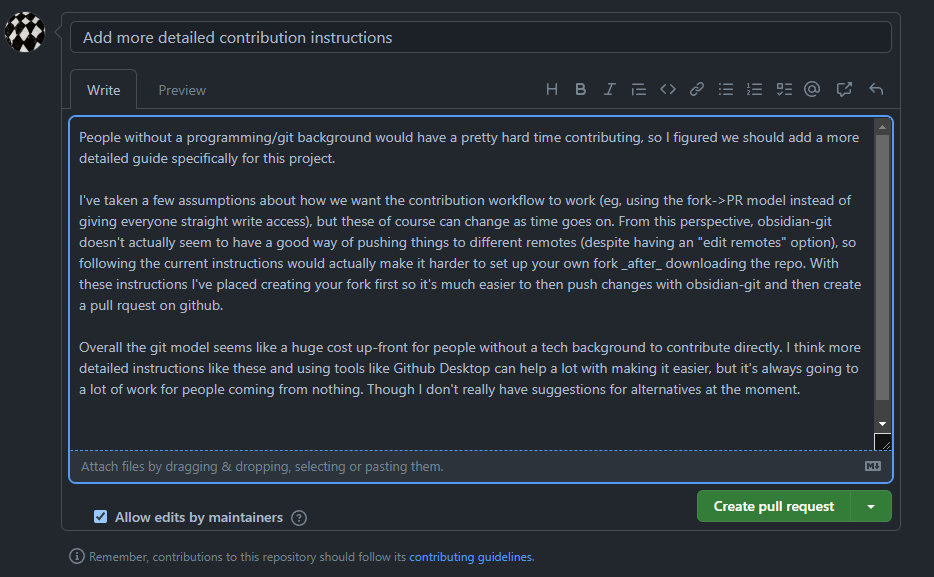 Add more detailed contribution instructions
Write
Preview
People without a programming/git background would have a pretty hard time contributing, so I figured we should add a more
detailed guide specifically for this project.
I've taken a few assumptions about how we want the contribution workflow to work (eg, using the fork->PR model instead of
giving everyone straight write access), but these of course can change as time goes on. From this perspective, obsidian-git
doesn't actually seem to have a good way of pushing things to different remotes (despite having an "edit remotes" option), so
following the current instructions would actually make it harder to set up your own fork _after_ downloading the repo. With
these instructions I've placed creating your fork first so it's much easier to then push changes with obsidian-git and then create
a pull rquest on github.
Overall the git model seems like a huge cost up-front for people without a tech background to contribute directly. I think more
detailed instructions like these and using tools like Github Desktop can help a lot with making it easier, but it's always going to
a lot of work for people coming from nothing. Though I don't really have suggestions for alternatives at the moment.
Attach files by dragging & dropping, selecting or pasting them.
Allow edits by maintainers
Create pull request
Remember, contributions to this repository should follow its contributing guidelines.